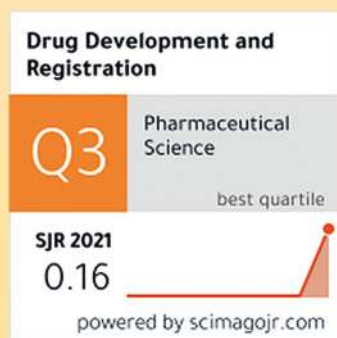 Drug Development and
Registration
Q3
Pharmaceutical
Science
best quartile
SJR 2021
0.16
powered by scimagojr.com